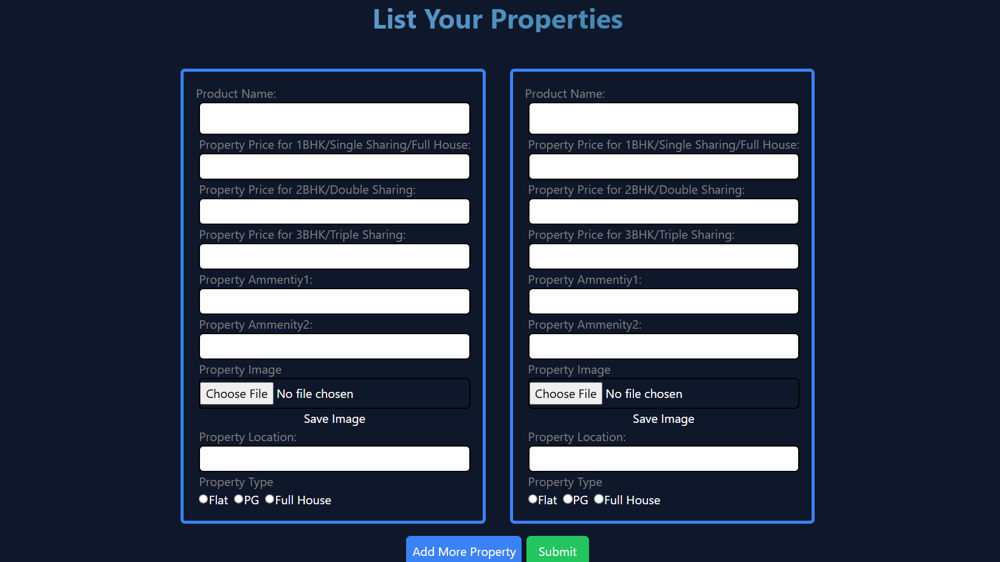 List Your Properties
Product Name:
Property Price for 1BHK/Single Sharing/Full House:
Property Price for 2BHK/Double Sharing:
Property Price for 3BHK/Triple Sharing:
Property Ammentiy1:
Property Ammenity2:
Property Image
Choose File No file chosen
Save Image
Property Location:
Property Type
Flat PG Full House
Product Name:
Property Price for 1BHK/Single Sharing/Full House:
Property Price for 2BHK/Double Sharing:
Property Price for 3BHK/Triple Sharing:
Property Ammentiy1:
Property Ammenity2:
Property Image
Choose File No file chosen
Save Image
Property Location:
Property Type
Flat PG Full House
Add More Property Submit